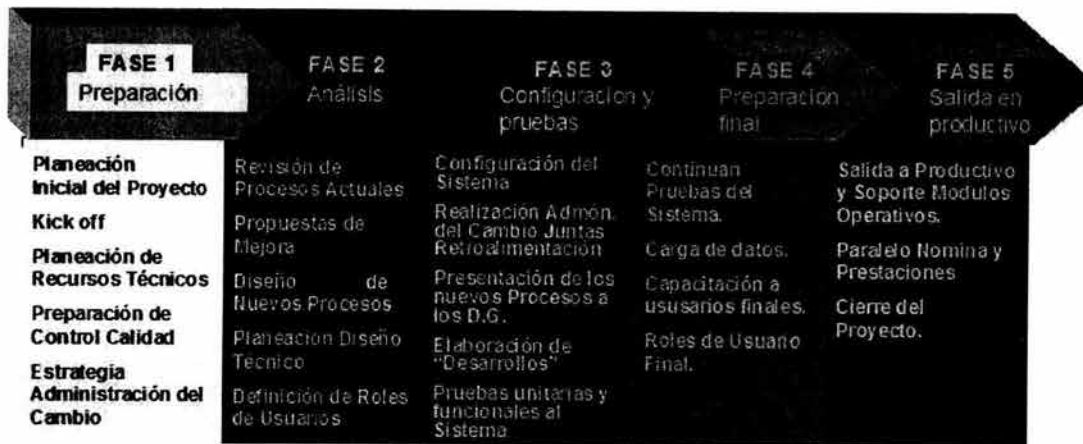 FASE 1
Preparación
FASE 2
Análisis
FASE 3
Configuracion y
pruebas
FASE 4
Preparacion
final
FASE 5
Salida en
productivo
Planeación
Inicial del Proyecto
Kick off
Planeación de
Recursos Técnicos
Preparación de
Control Calidad
Estrategia
Administración del
Cambio
Revisión de
Procesos Actuales
Propuestas de
Mejora
Diseño de
Nuevos Procesos
Planeación Diseño
Técnico
Definición de Roles
de Usuarios
Configuración del
Sistema
Realización Admón.
del Cambio Juntas
Retroalimentación
Presentación de los
nuevos Procesos a
los D.G.
Elaboración de
"Desarrollos"
Pruebas unitarias y
funcionales al
Sistema
Continuan
Pruebas del
Sistema.
Carga de datos.
Capacitación a
ususarios finales.
Roles de Usuario
Final.
Salida a Productivo
y Soporte Modulos
Operativos.
Paralelo Nomina y
Prestaciones
Cierre del
Proyecto.